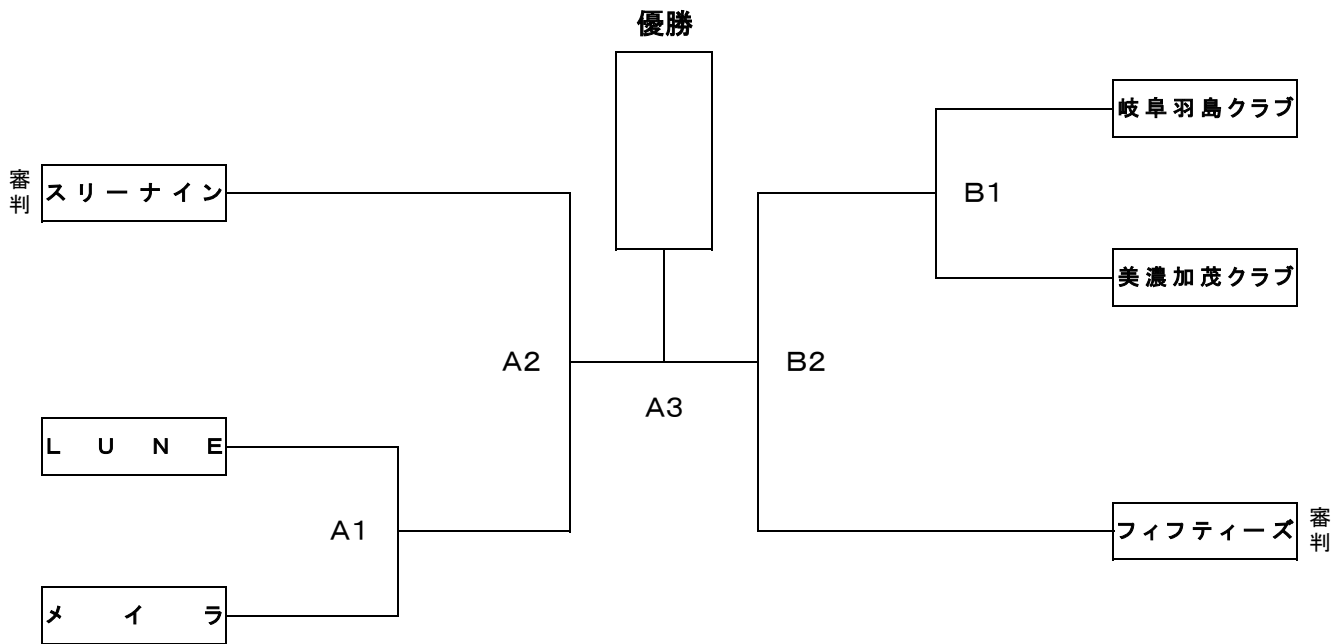 優勝
岐阜羽島クラブ
審判
スリーナイン
B1
美濃加茂クラブ
A2
B2
A3
LUNE
A1
フィフティーズ
審判
メイラ